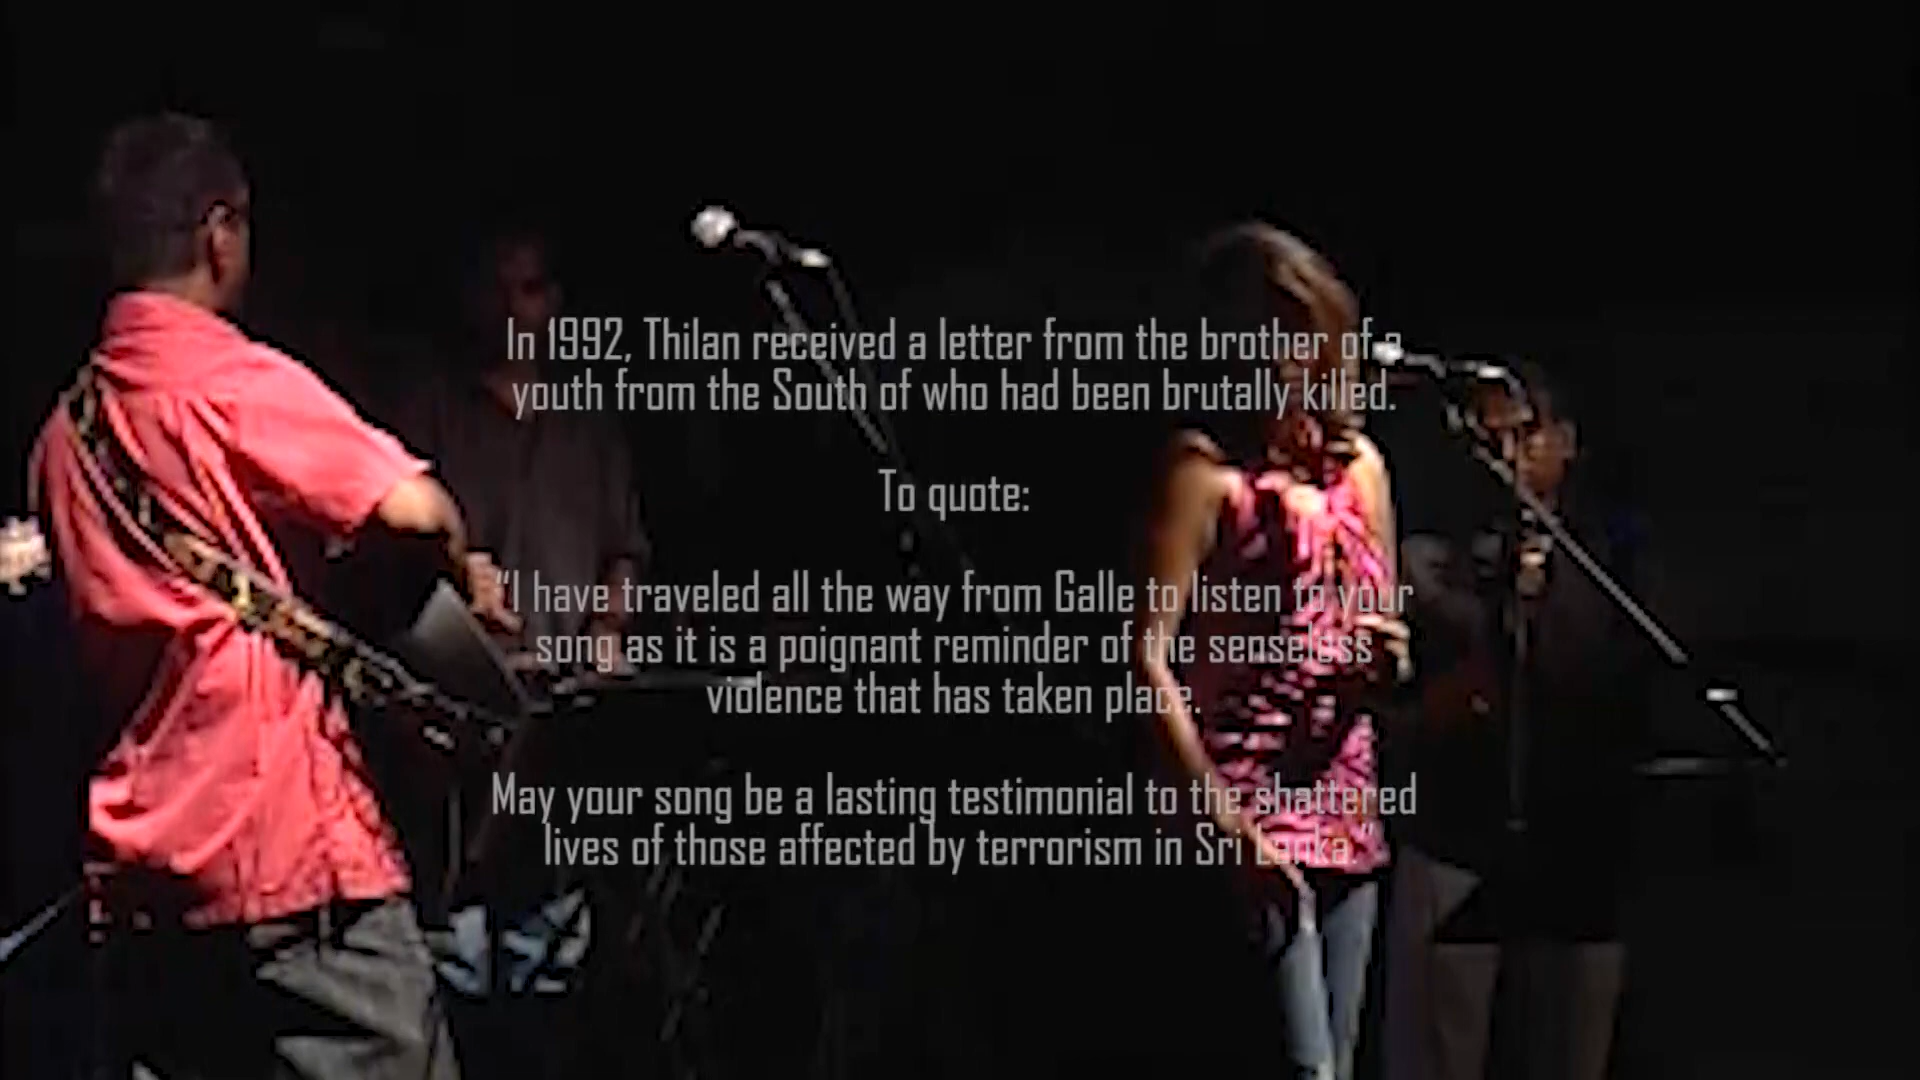 In 1992, Thilan received a letter from the brother of a
youth from the South of who had been brutally killed.
To quote:
"I have traveled all the way from Galle to listen to your
song as it is a poignant reminder of the senseless
violence that has taken place.
May your song be a lasting testimonial to the shattered
lives of those affected by terrorism in Sri Lanka."